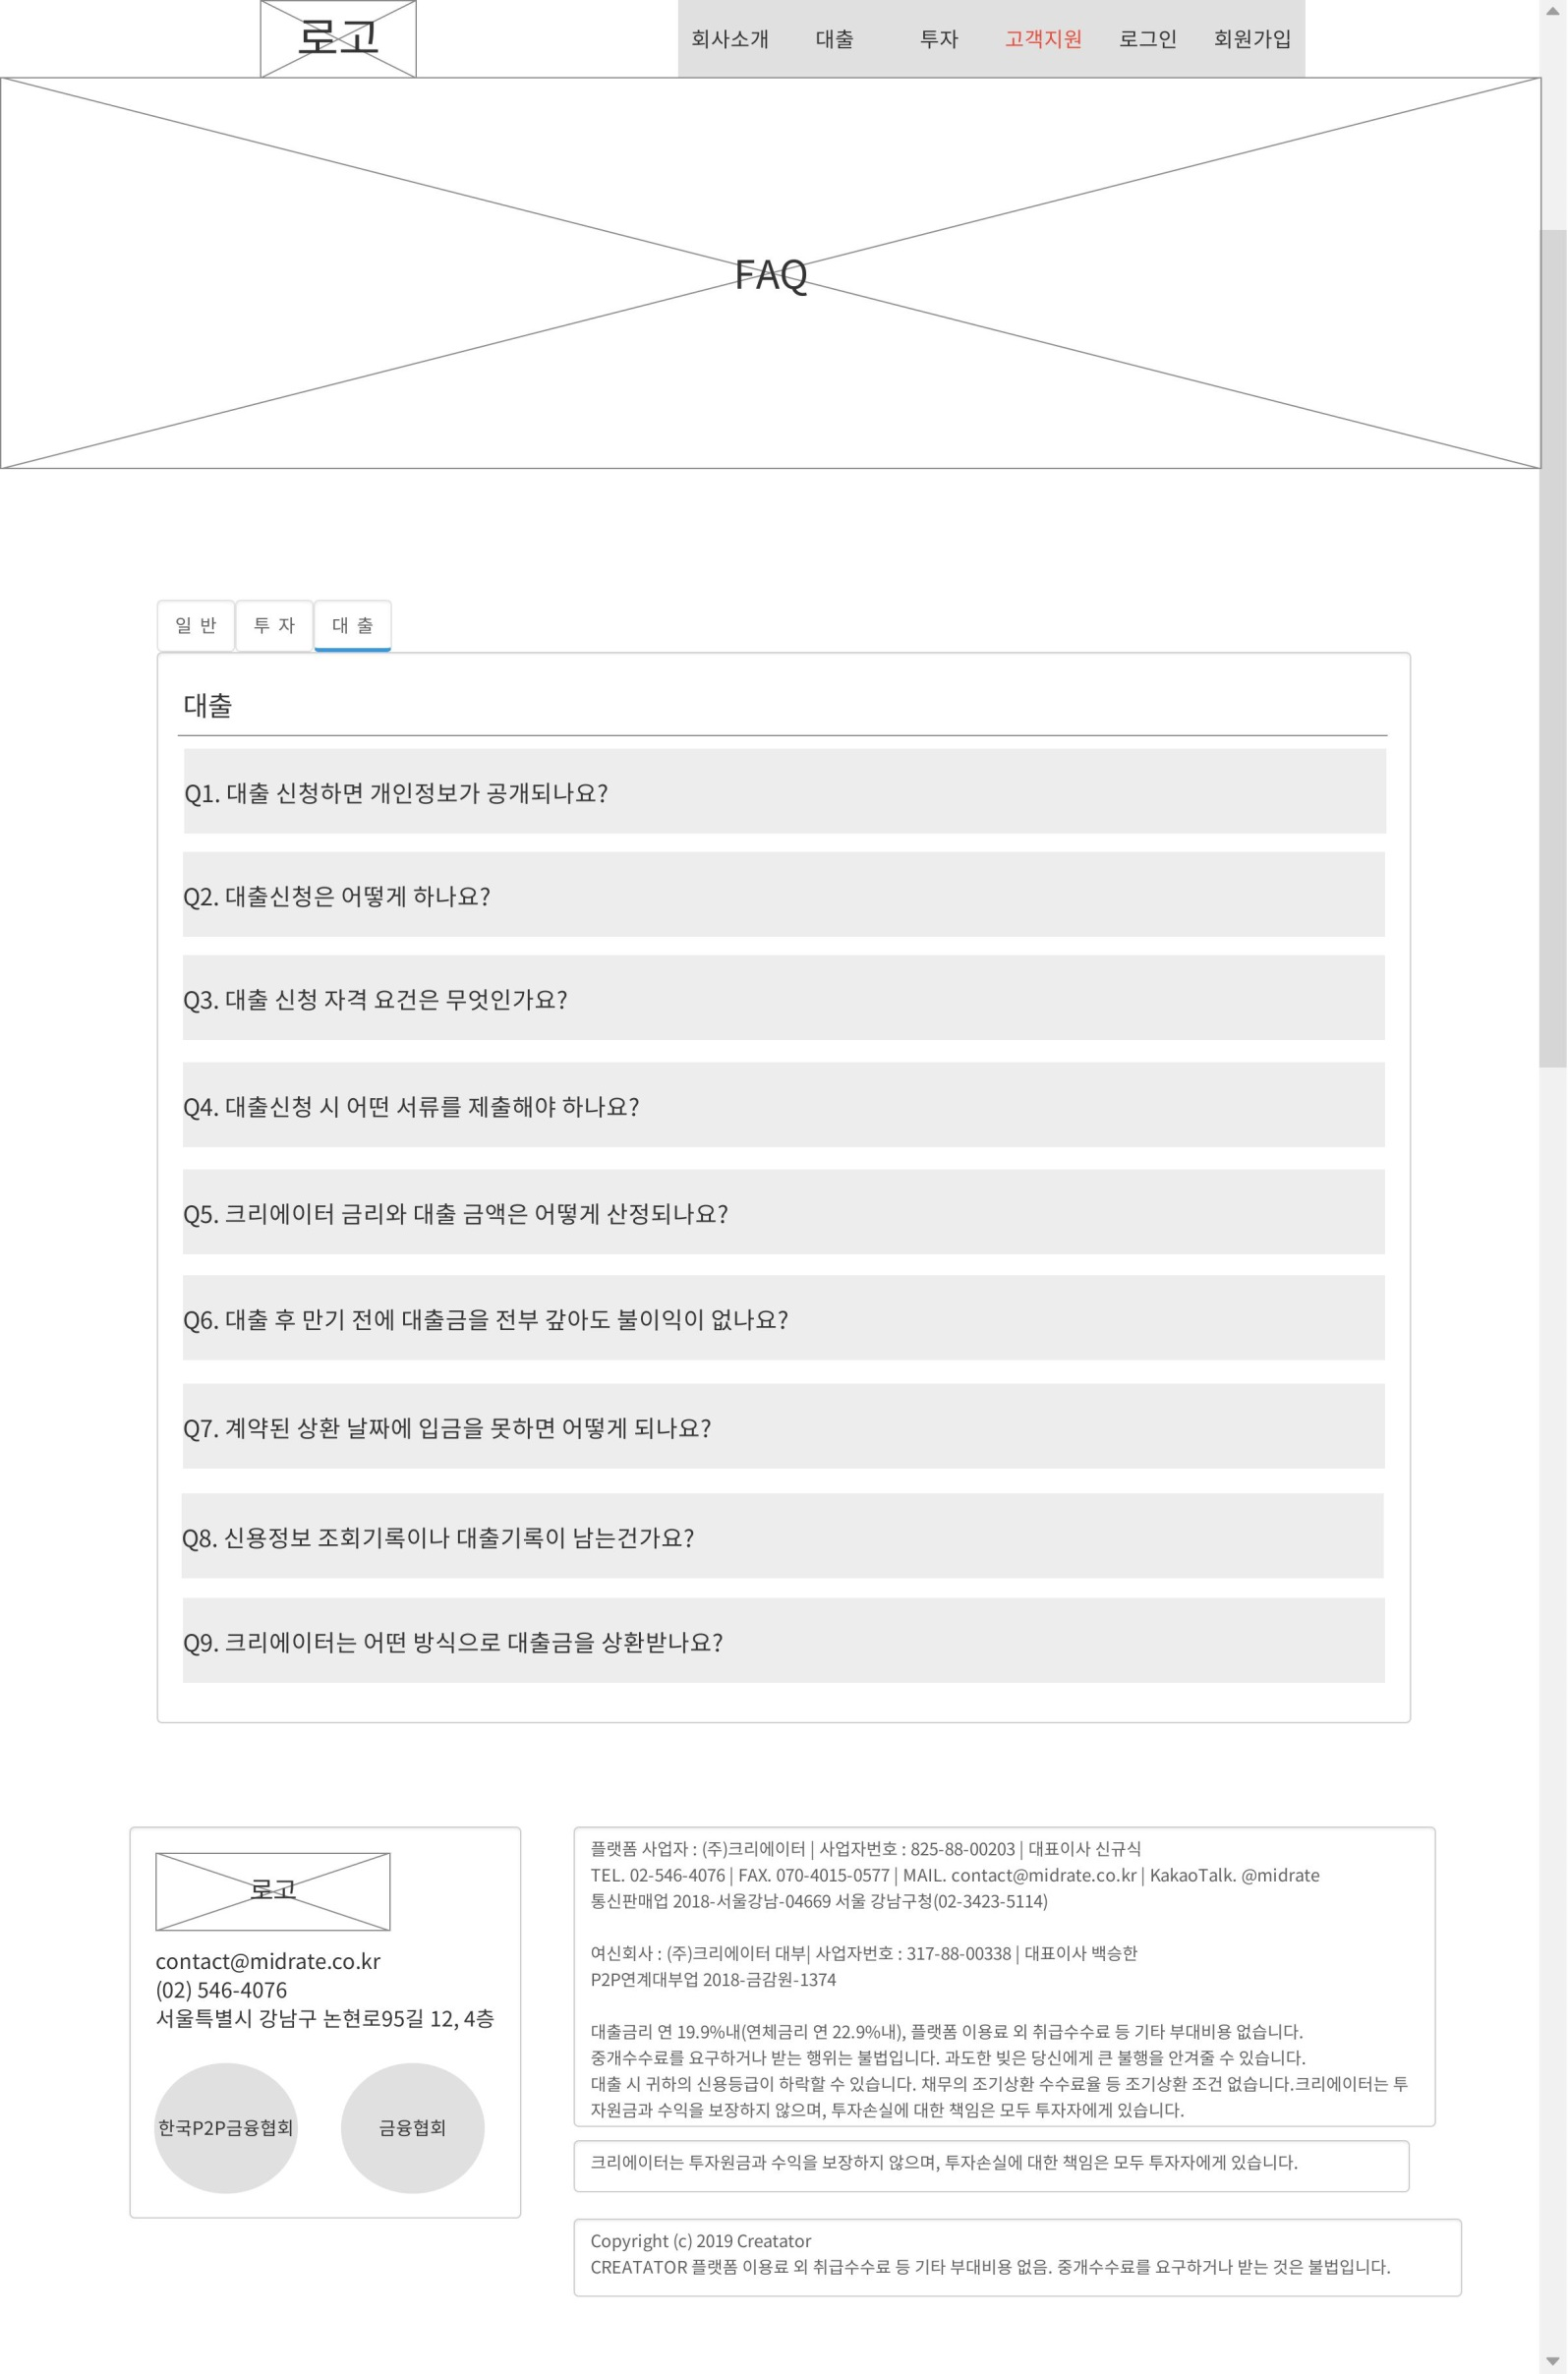 로고
회사소개 대출 투자 고객지원 로그인 회원가입
FAQ
일 반 투 자 대 출
대출
Q1. 대출 신청하면 개인정보가 공개되나요?
Q2. 대출신청은 어떻게 하나요?
Q3. 대출 신청 자격 요건은 무엇인가요?
Q4. 대출신청 시 어떤 서류를 제출해야 하나요?
Q5. 크리에이터 금리와 대출 금액은 어떻게 산정되나요?
Q6. 대출 후 만기 전에 대출금을 전부 갚아도 불이익이 없나요?
Q7. 계약된 상환 날짜에 입금을 못하면 어떻게 되나요?
Q8. 신용정보 조회기록이나 대출기록이 남는건가요?
Q9. 크리에이터는 어떤 방식으로 대출금을 상환받나요?
로고
contact@midrate.co.kr
(02) 546-4076
서울특별시 강남구 논현로95길 12, 4층
한국P2P금융협회 금융협회
플랫폼 사업자 : (주)크리에이터 | 사업자번호 : 825-88-00203 | 대표이사 신규식
TEL. 02-546-4076 | FAX. 070-4015-0577 | MAIL. contact@midrate.co.kr | KakaoTalk. @midrate
통신판매업 2018-서울강남-04669 서울 강남구청(02-3423-5114)
여신회사 : (주)크리에이터 대부| 사업자번호 : 317-88-00338 | 대표이사 백승한
P2P연계대부업 2018-금감원-1374
대출금리 연 19.9%내(연체금리 연 22.9%내), 플랫폼 이용료 외 취급수수료 등 기타 부대비용 없습니다.
중개수수료를 요구하거나 받는 행위는 불법입니다. 과도한 빚은 당신에게 큰 불행을 안겨줄 수 있습니다.
대출 시 귀하의 신용등급이 하락할 수 있습니다. 채무의 조기상환 수수료율 등 조기상환 조건 없습니다.크리에이터는 투
자원금과 수익을 보장하지 않으며, 투자손실에 대한 책임은 모두 투자자에게 있습니다.
크리에이터는 투자원금과 수익을 보장하지 않으며, 투자손실에 대한 책임은 모두 투자자에게 있습니다.
Copyright (c) 2019 Creatator
CREATATOR 플랫폼 이용료 외 취급수수료 등 기타 부대비용 없음. 중개수수료를 요구하거나 받는 것은 불법입니다.